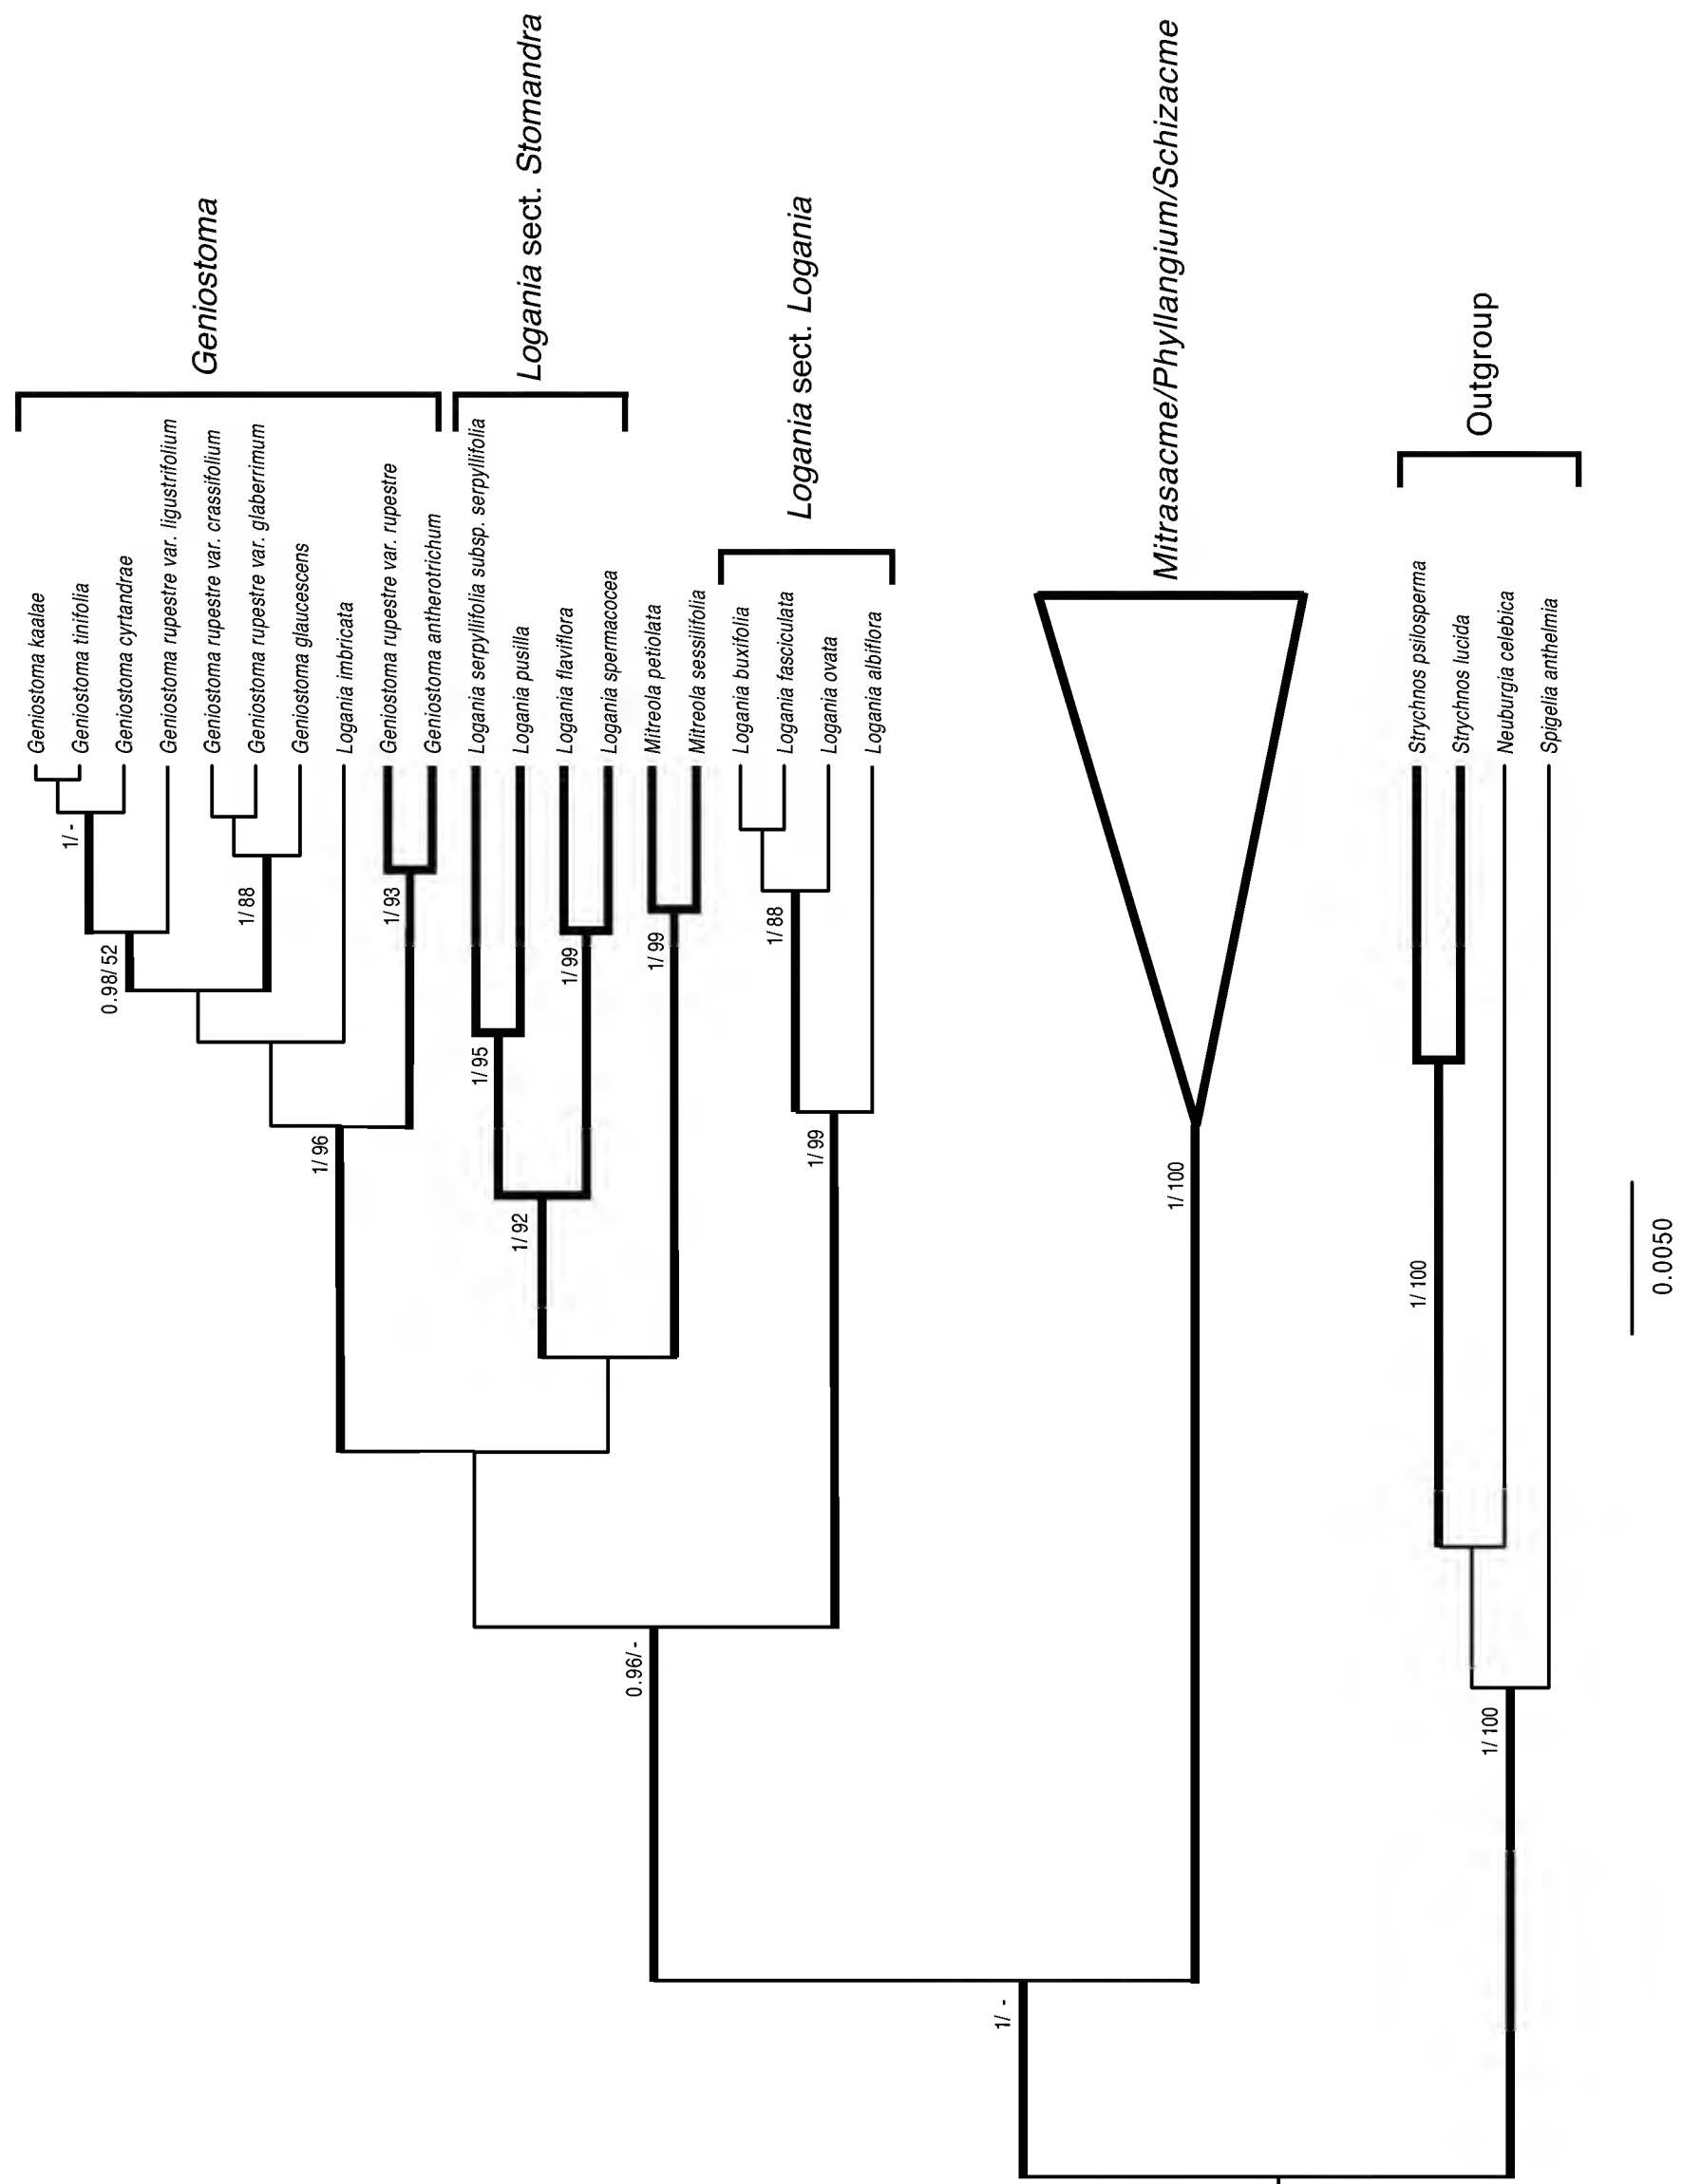 Geniostoma kaalae
Geniostoma tinifolia
Geniostoma cyrtandrae
Geniostoma rupestre var. ligustrifolium
Geniostoma rupestre var. crassifolium
Geniostoma rupestre var. glaberrimum
Geniostoma glaucescens
Logania imbricata
Geniostoma rupestre var. rupestre
Geniostoma antherotrichum
Logania serpyllifolia subsp. serpyllifolia
Logania pusilla
Logania flaviflora
Logania spermacocea
Mitreola petiolata
Mitreola sessilifolia
Logania buxifolia
Logania fasciculata
Logania ovata
Logania albiflora
Strychnos psilosperma
Strychnos lucida
Neuburgia celebica
Spigelia anthelmia
Geniostoma
Logania sect. Stomandra
Logania sect. Logania
Mitrasacme/Phyllangium/Schizacme
Outgroup
1/ -
0.98/ 52
1/ 88
1/ 93
1/ 96
1/ 95
1/ 99
1/ 92
1/ 99
1/ 88
1/ 99
0.96/ -
1/ 100
1/ -
1/ 100
1/ 100
0.0050